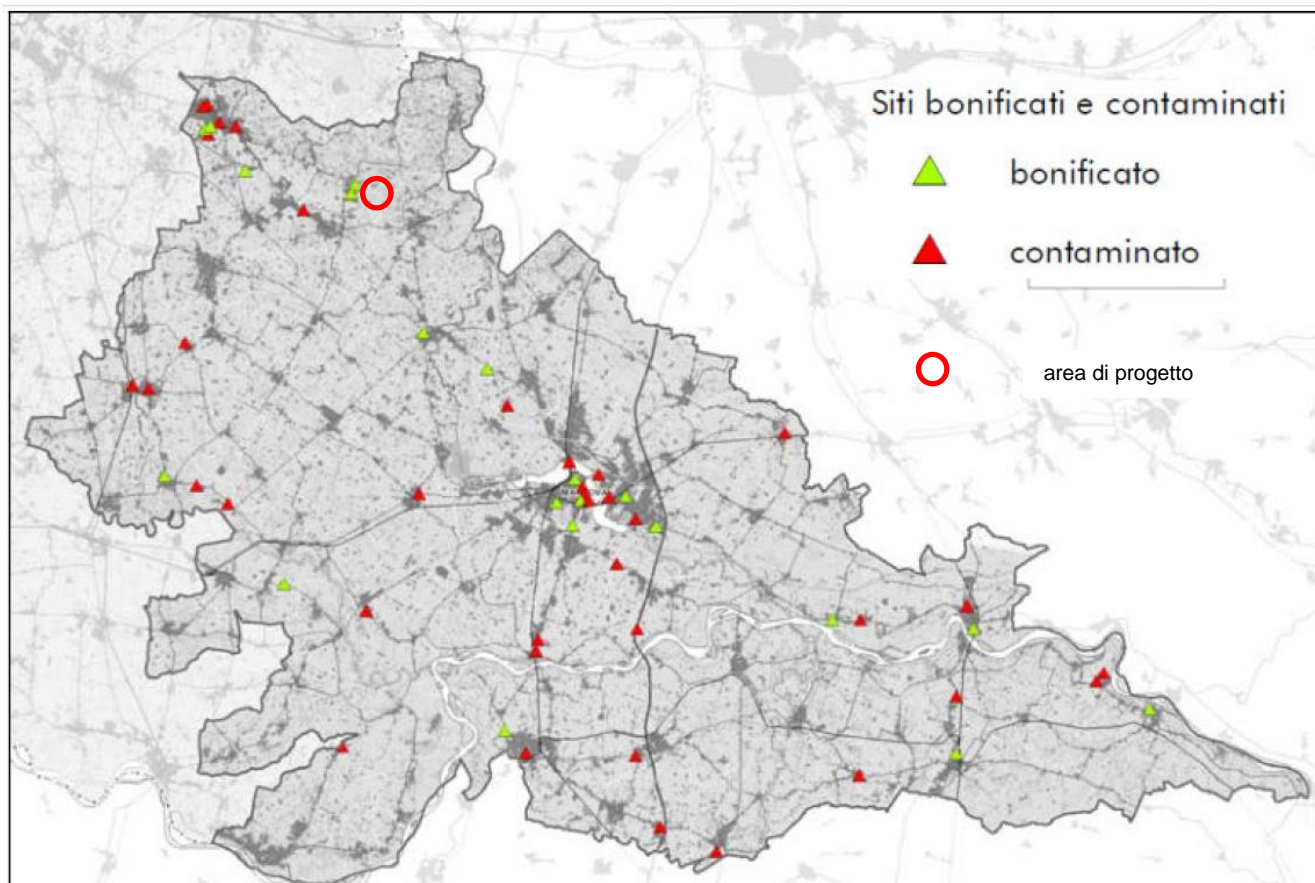 Siti bonificati e contaminati
bonificato
contaminato
area di progetto